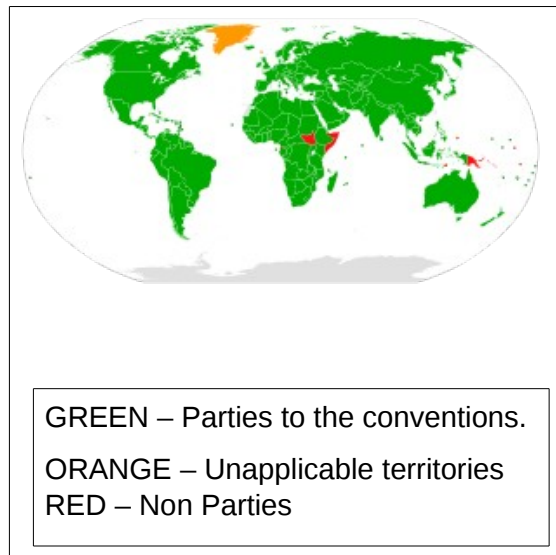 GREEN – Parties to the conventions.
ORANGE – Unapplicable territories
RED – Non Parties